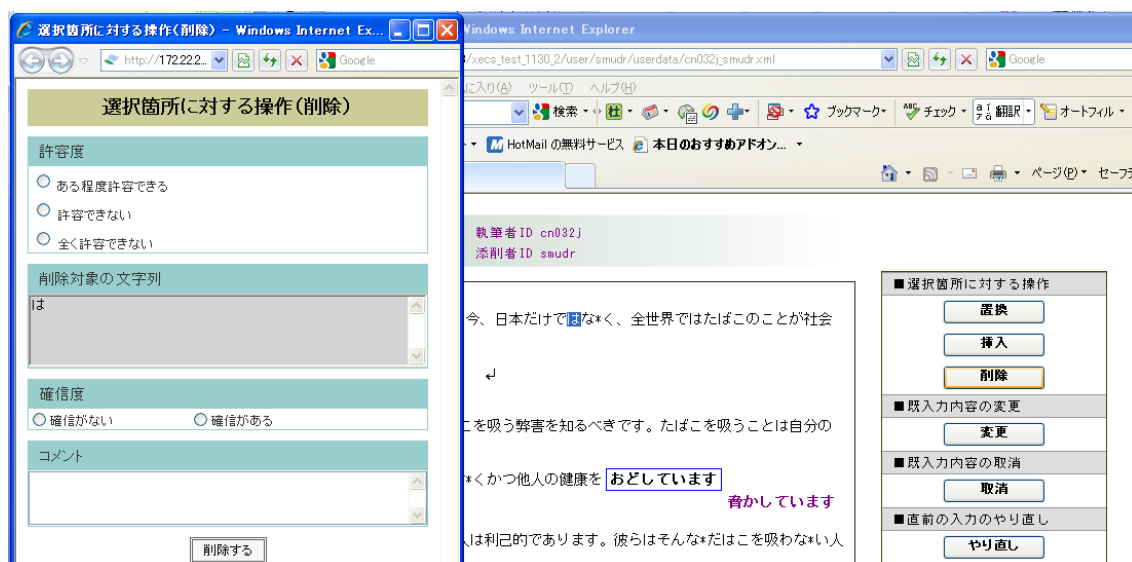 選択箇所に対する操作(削除) - Windows Internet Ex...
http://172.22.2...
Google
選択箇所に対する操作(削除)
許容度
ある程度許容できる
許容できない
全く許容できない
削除対象の文字列
は
確信度
確信がない 確信がある
コメント
削除する
Windows Internet Explorer
/xecs_test_1130_2/user/smudr/userdata/cn032j_smudr.xml
Google
に入り(A) ツール(T) ヘルプ(H)
検索 ブックマーク ABC チェック 翻訳 オートフィル
HotMail の無料サービス 本日のおすすめアドオン...
ページ(P) セーフテ
執筆者ID cn032j
添削者ID smudr
今、日本だけではな*く、全世界ではたばこのことが社会
↵
こを吸う弊害を知るべきです。たばこを吸うことは自分の
*くかつ他人の健康を おどしています
脅かしています
は利己的であります。彼らはそんな*だはこを吸わな*い人
■選択箇所に対する操作
置換
挿入
削除
■既入力内容の変更
変更
■既入力内容の取消
取消
■直前の入力のやり直し
やり直し